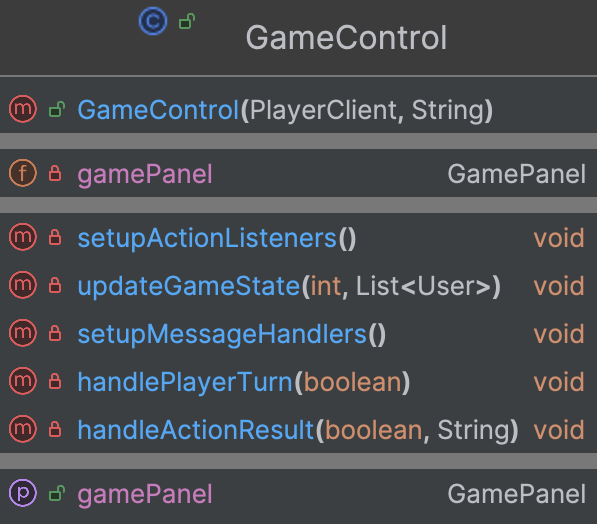 C GameControl
m GameControl(PlayerClient, String)
f gamePanel GamePanel
m setupActionListeners() void
m updateGameState(int, List<User>) void
m setupMessageHandlers() void
m handlePlayerTurn(boolean) void
m handleActionResult(boolean, String) void
p gamePanel GamePanel